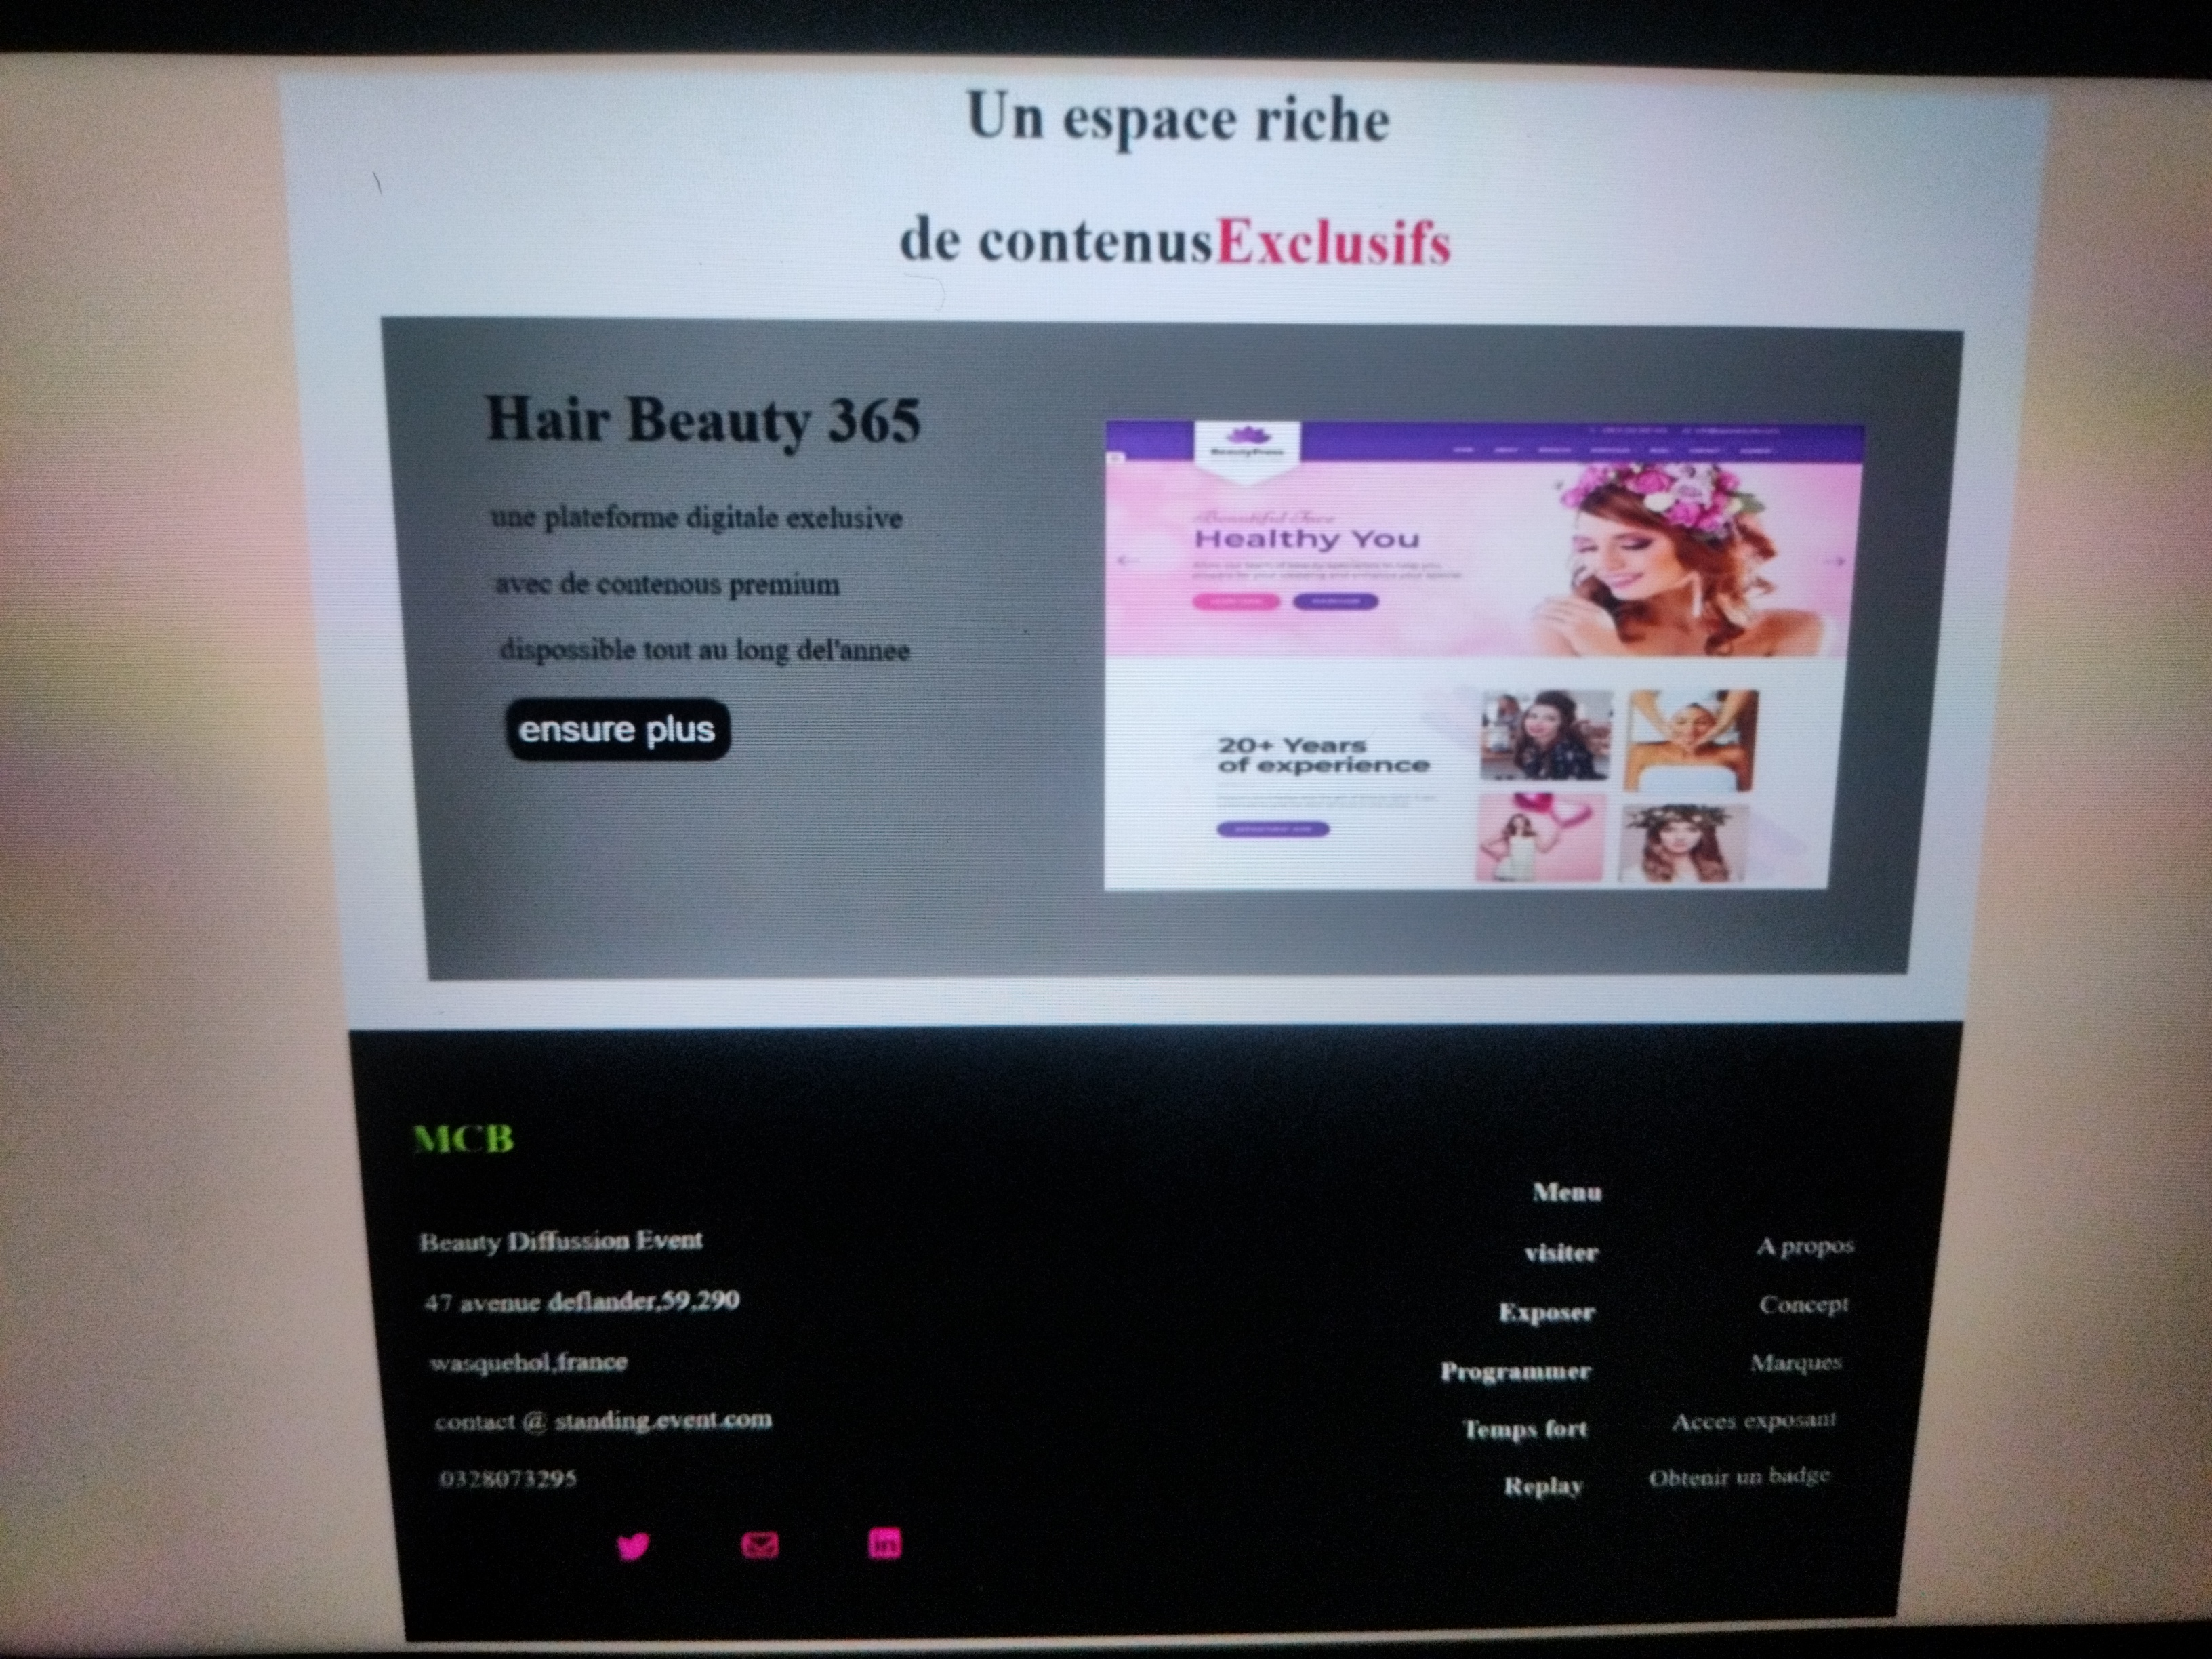 Un espace riche
de contenusExclusifs
Hair Beauty 365
une plateforme digitale exelusive
avec de contenous premium
dispossible tout au long del'annee
ensure plus
BeautyPress
Beautiful Face
Healthy You
20+ Years
of experience
MCB
Beauty Diffussion Event
47 avenue deflander,59,290
wasquehol,france
contact @ standing.event.com
0328073295
in
Menu
visiter
Exposer
Programmer
Temps fort
Replay
A propos
Concept
Marques
Acces exposant
Obtenir un badge